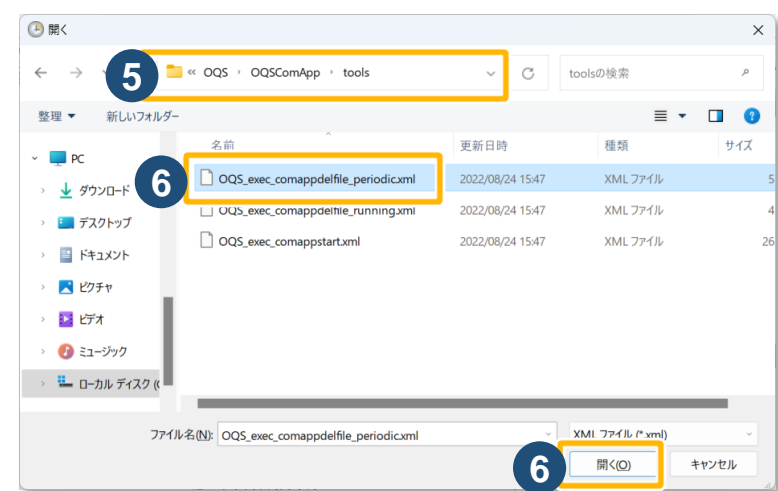 開く
5
« OQS › OQSComApp › tools
toolsの検索
整理
新しいフォルダー
名前
更新日時
種類
サイズ
PC
6
OQS_exec_comappdelfile_periodic.xml
2022/08/24 15:47
XML ファイル
5
ダウンロード
OQS_exec_comappdelfile_running.xml
2022/08/24 15:47
XML ファイル
4
デスクトップ
OQS_exec_comappstart.xml
2022/08/24 15:47
XML ファイル
26
ドキュメント
ピクチャ
ビデオ
ミュージック
ローカル ディスク (C
ファイル名(N):
OQS_exec_comappdelfile_periodic.xml
XML ファイル (*.xml)
6
開く(O)
キャンセル